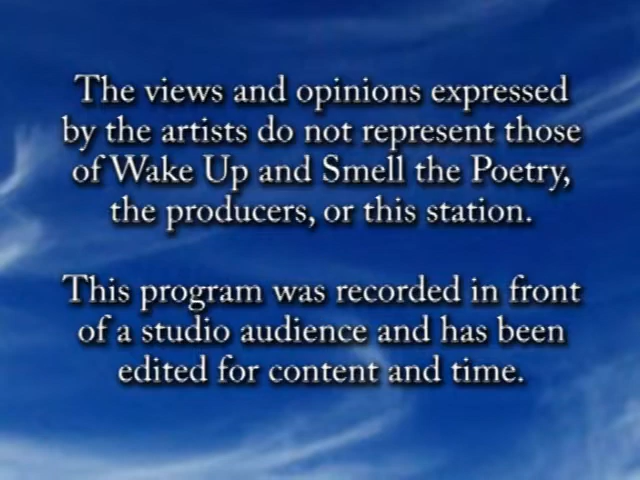 The views and opinions expressed
by the artists do not represent those
of Wake Up and Smell the Poetry,
the producers, or this station.
This program was recorded in front
of a studio audience and has been
edited for content and time.